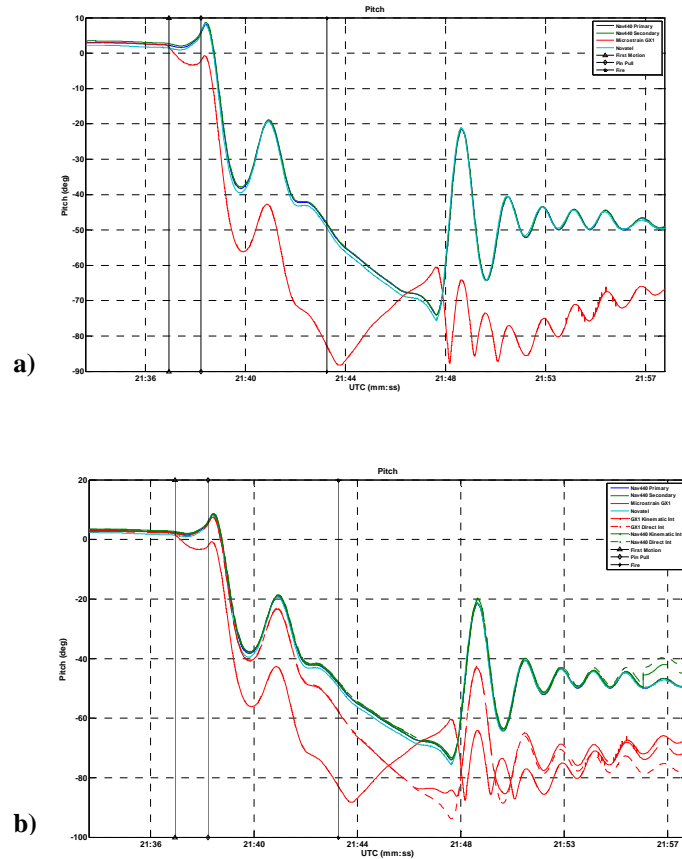 Pitch
10
0
-10
-20
-30
-40
-50
-60
-70
-80
-90
Pitch (deg)
Nav440 Primary
Nav440 Secondary
Microstrain GX1
Novatel
First Motion
Pin Pull
Fire
21:36 21:40 21:44 21:48 21:53 21:57
UTC (mm:ss)
a)
Pitch
20
0
-20
-40
-60
-80
-100
Pitch (deg)
Nav440 Primary
Nav440 Secondary
Microstrain GX1
Novatel
GX1 Kinematic Int
GX1 Direct Int
Nav440 Kinematic Int
Nav440 Direct Int
First Motion
Pin Pull
Fire
21:36 21:40 21:44 21:48 21:53 21:57
UTC (mm:ss)
b)